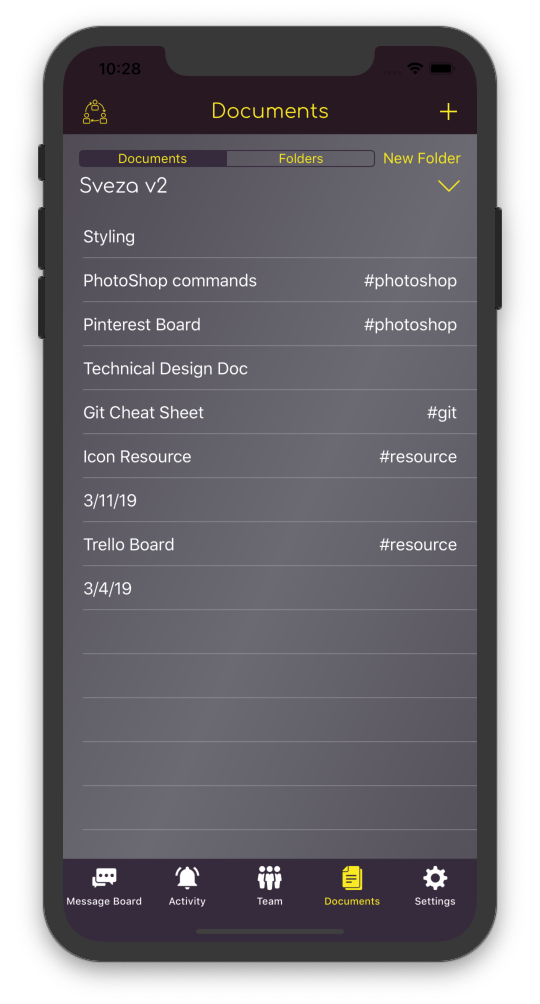 10:28
Documents
Documents Folders New Folder
Sveza v2
Styling
PhotoShop commands #photoshop
Pinterest Board #photoshop
Technical Design Doc
Git Cheat Sheet #git
Icon Resource #resource
3/11/19
Trello Board #resource
3/4/19
Message Board Activity Team Documents Settings